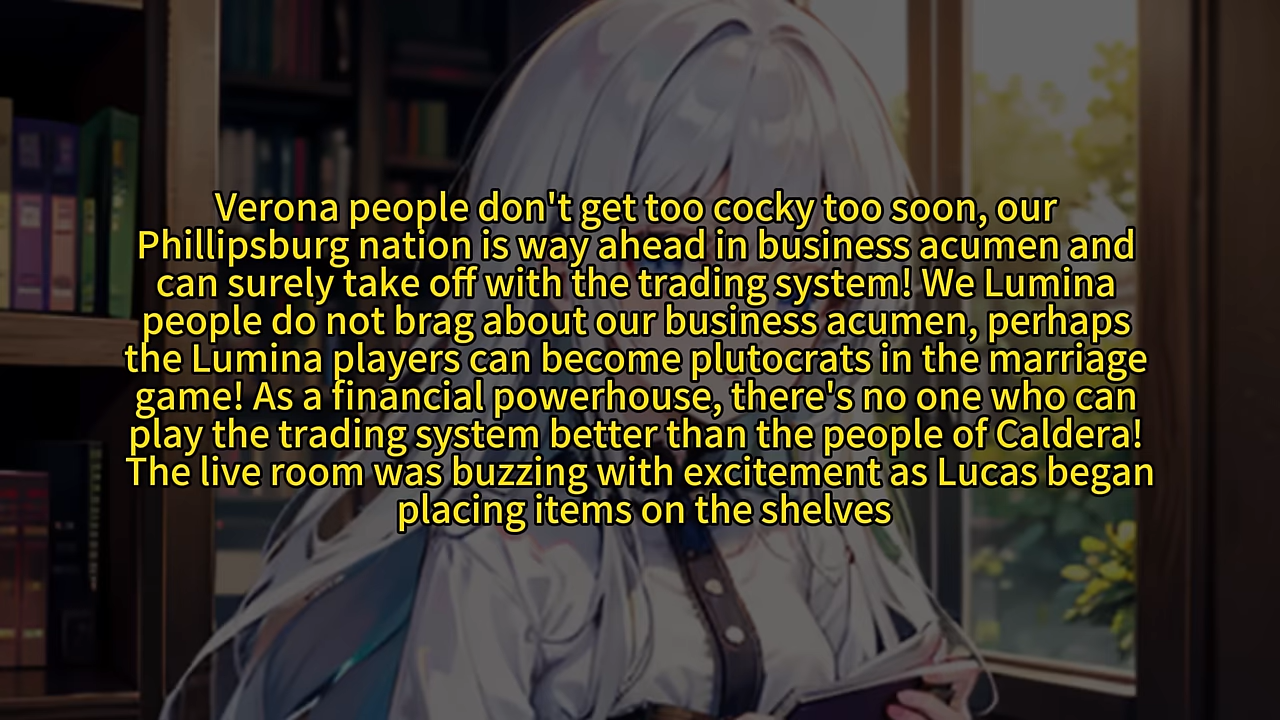 Verona people don't get too cocky too soon, our
Phillipsburg nation is way ahead in business acumen and
can surely take off with the trading system! We Lumina
people do not brag about our business acumen, perhaps
the Lumina players can become plutocrats in the marriage
game! As a financial powerhouse, there's no one who can
play the trading system better than the people of Caldera!
The live room was buzzing with excitement as Lucas began
placing items on the shelves